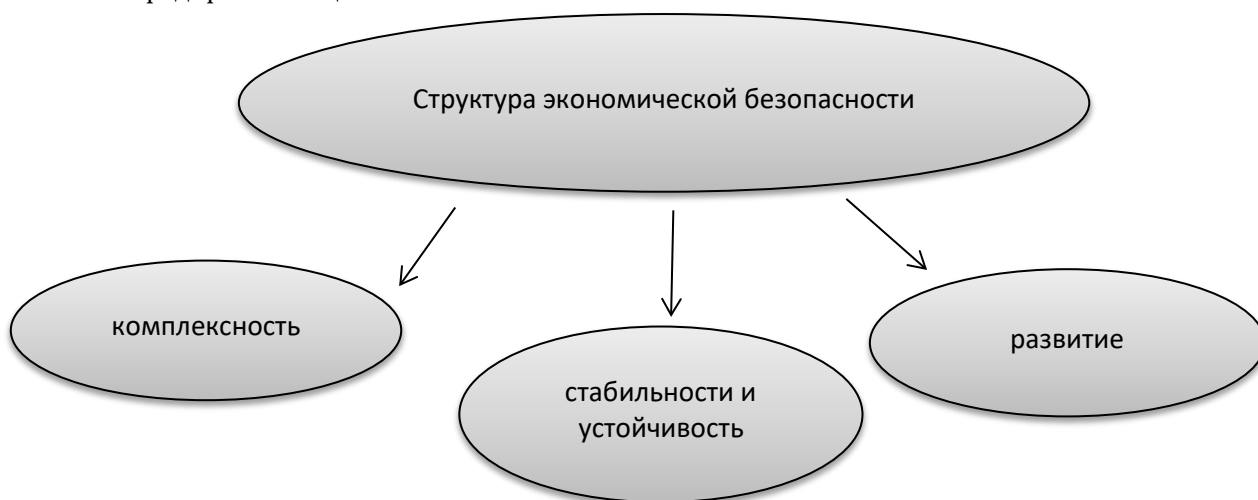 Структура экономической безопасности
комплексность
развитие
стабильности и
устойчивость